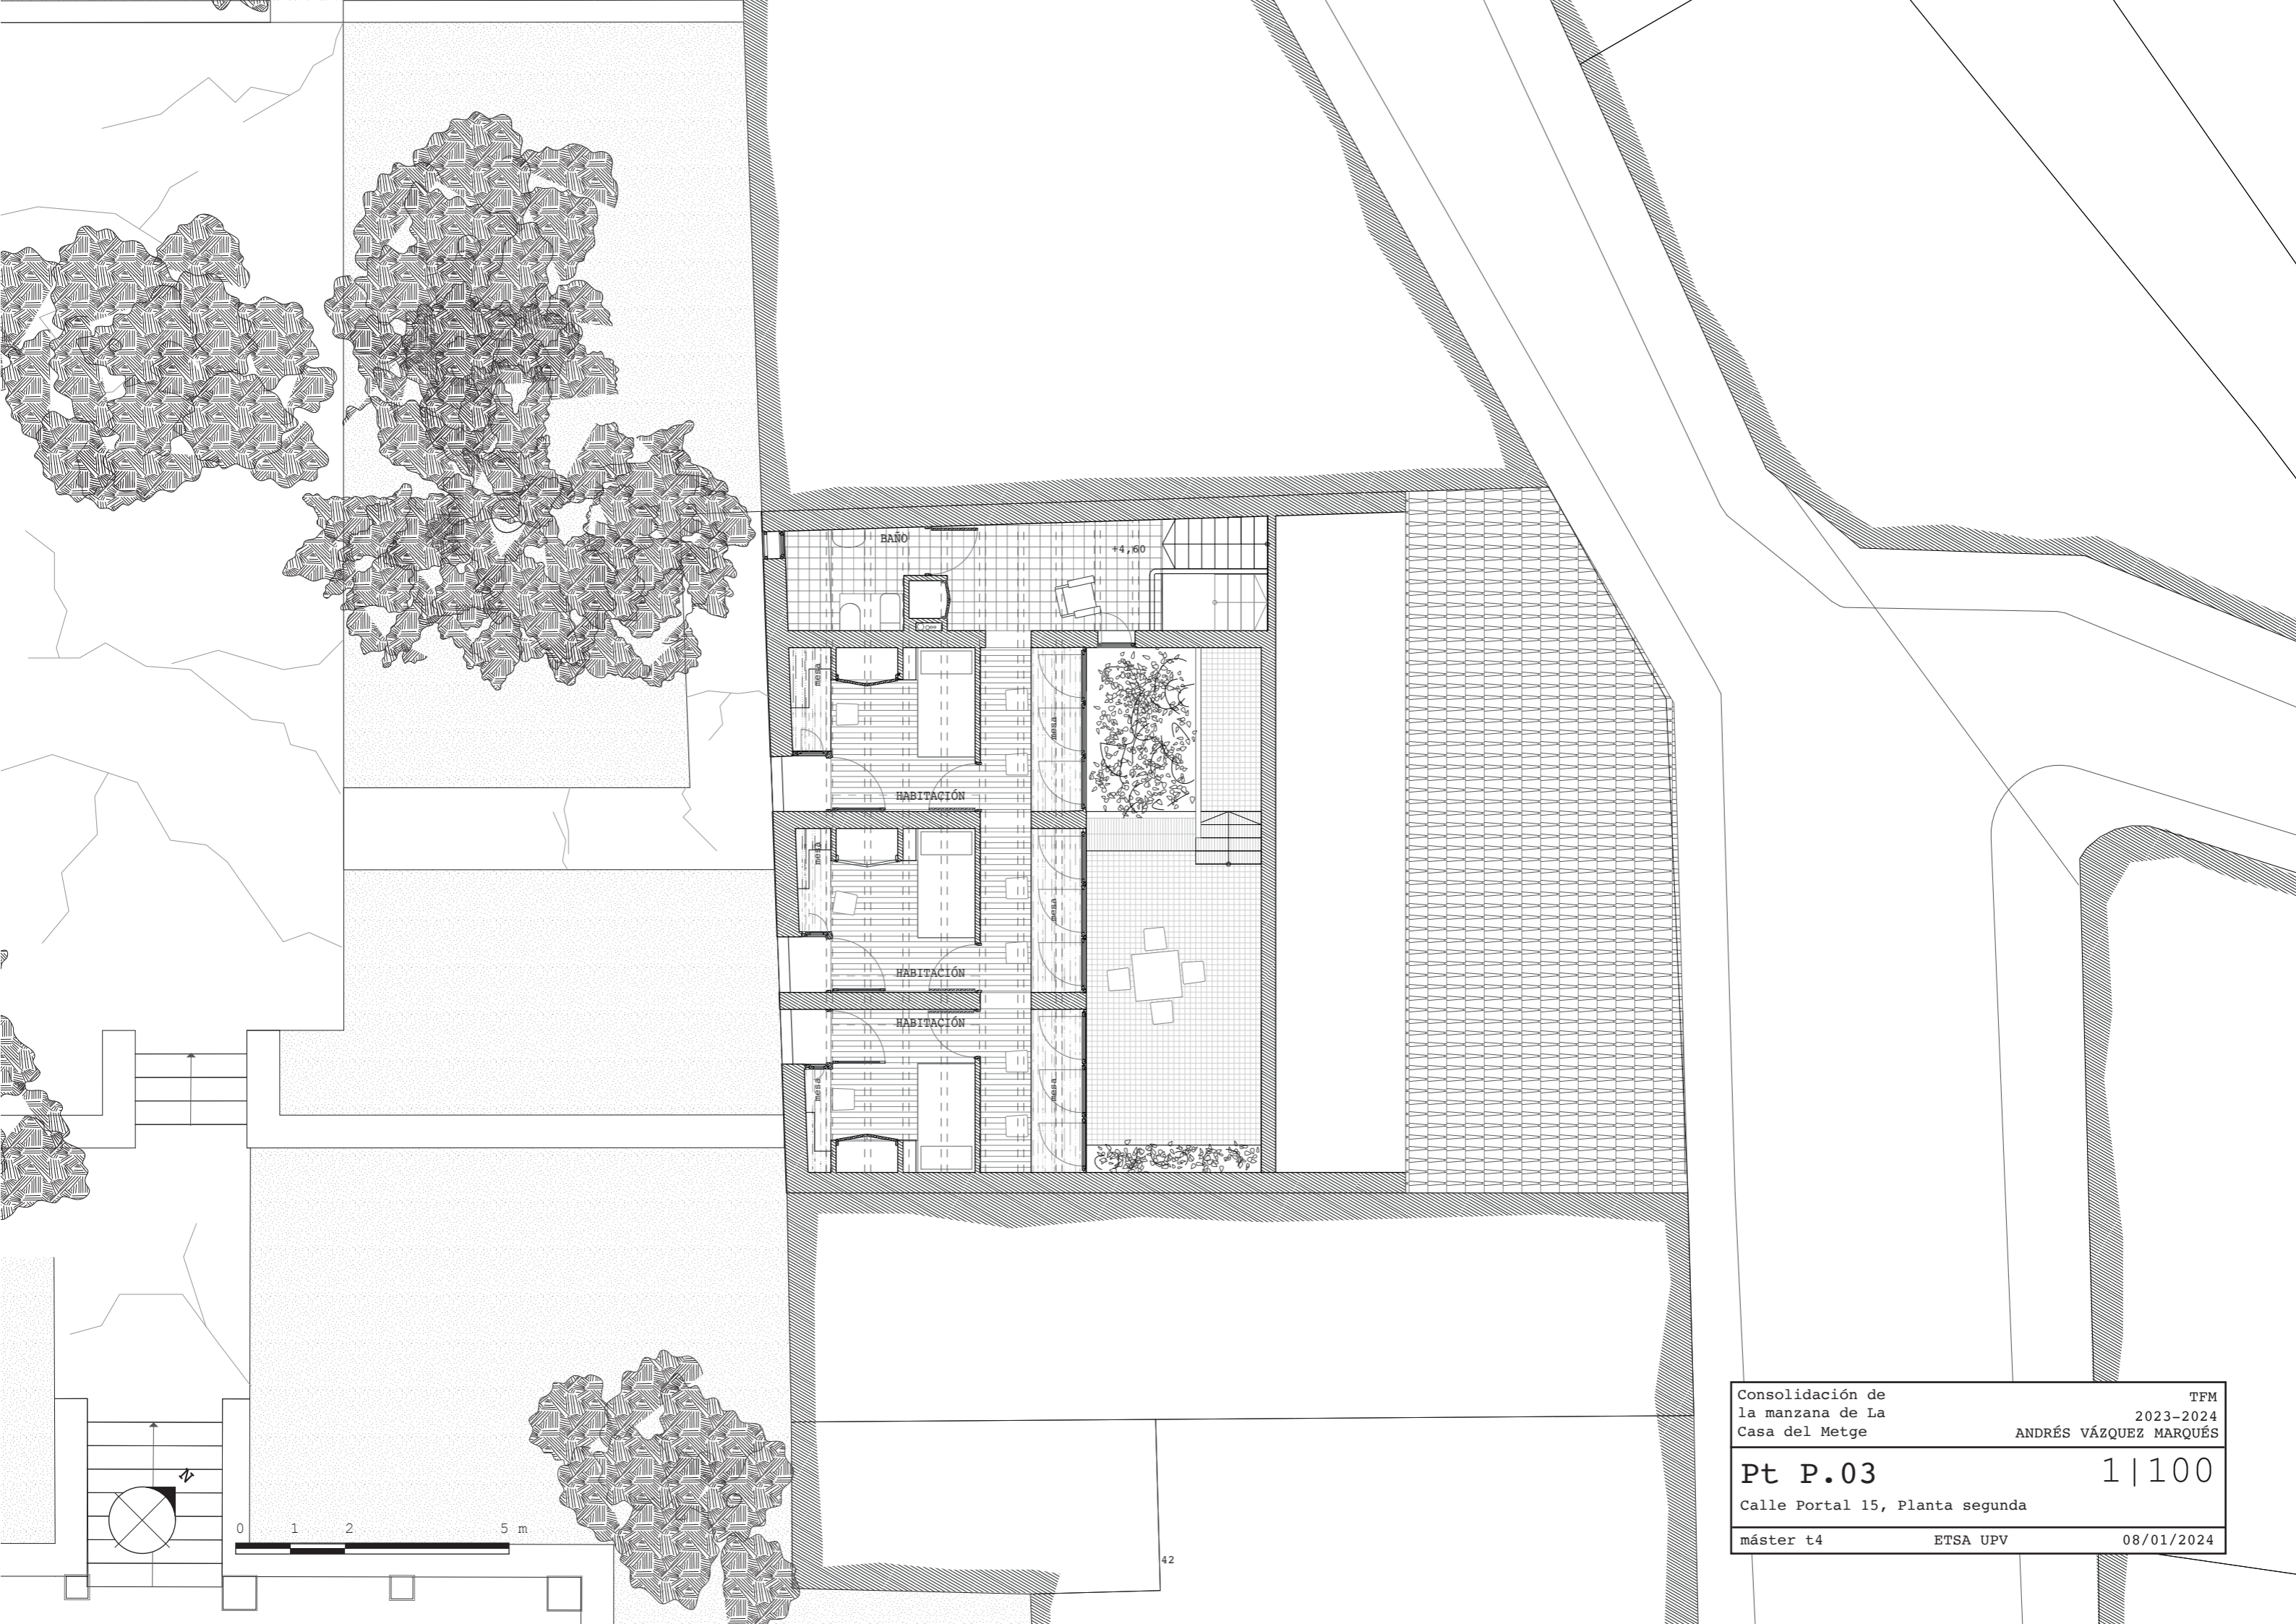 BAÑO
+4,60
mesa
mesa
HABITACIÓN
mesa
mesa
HABITACIÓN
HABITACIÓN
mesa
mesa
N
0 1 2 5 m
42
Consolidación de
la manzana de La
Casa del Metge
TFM
2023-2024
ANDRÉS VÁZQUEZ MARQUÉS
Pt P.03
1|100
Calle Portal 15, Planta segunda
máster t4 ETSA UPV 08/01/2024